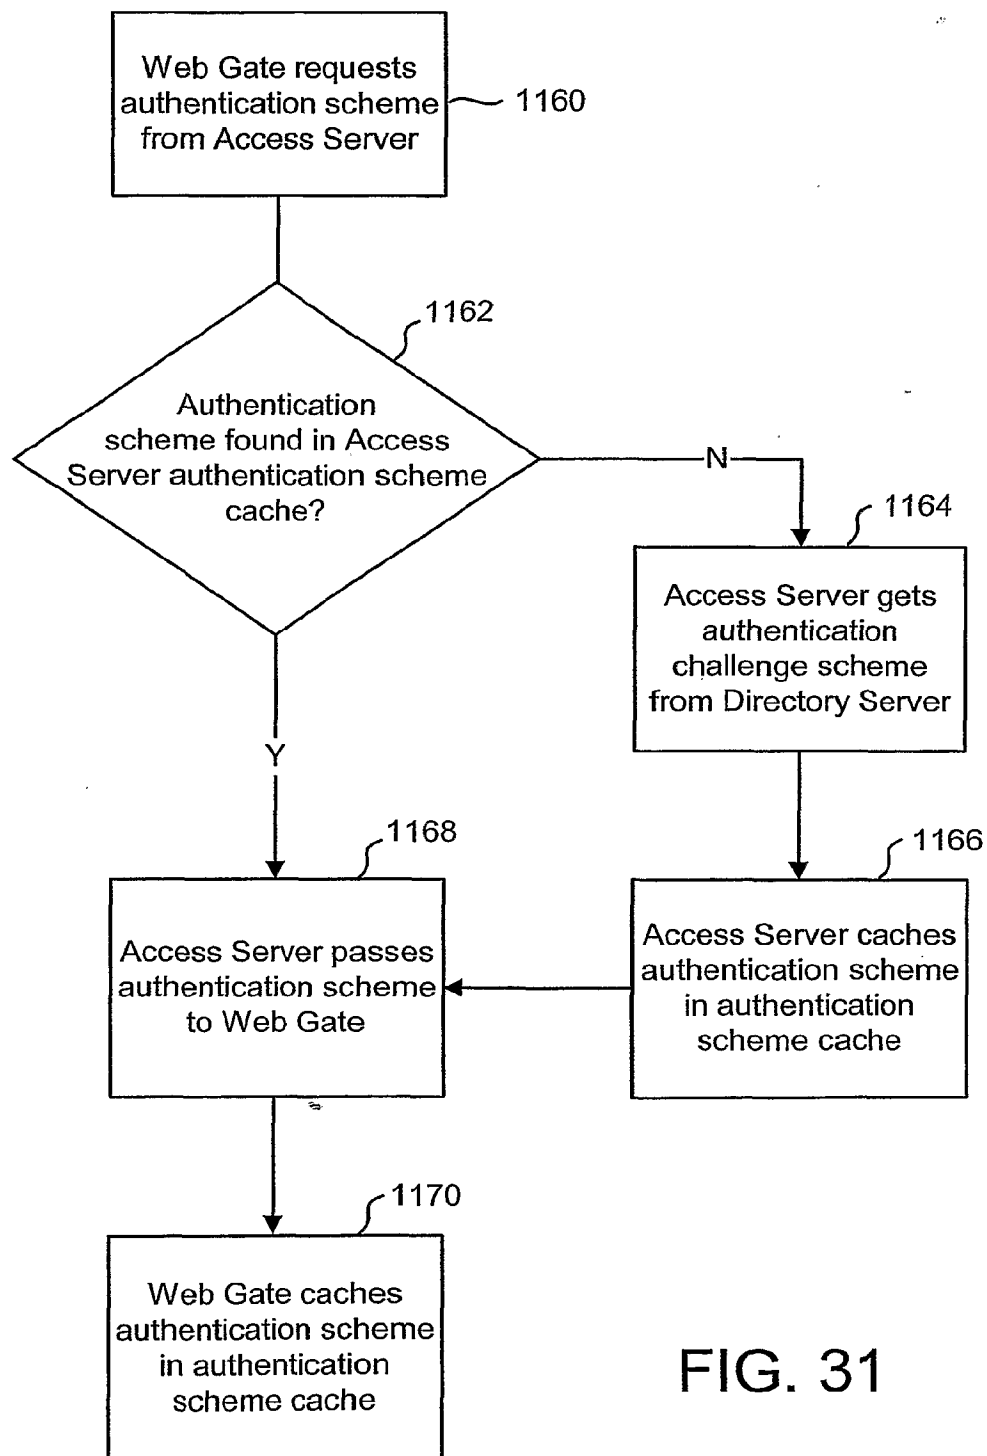 Web Gate requests
authentication scheme
from Access Server
1160
1162
Authentication
scheme found in Access
Server authentication scheme
cache?
N
1164
Access Server gets
authentication
challenge scheme
from Directory Server
Y
1168
1166
Access Server passes
authentication scheme
to Web Gate
Access Server caches
authentication scheme
in authentication
scheme cache
1170
Web Gate caches
authentication scheme
in authentication
scheme cache
FIG. 31